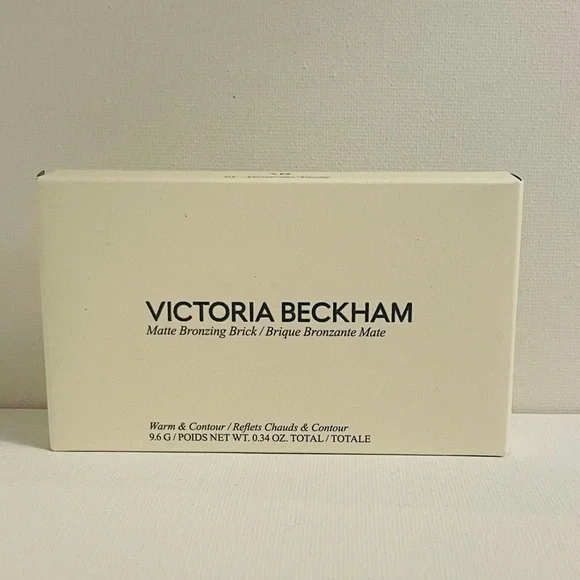 VICTORIA BECKHAM
Matte Bronzing Brick / Brique Bronzante Mate
Warm & Contour / Reflets Chauds & Contour
9.6 G / POIDS NET WT. 0.34 OZ. TOTAL / TOTALE